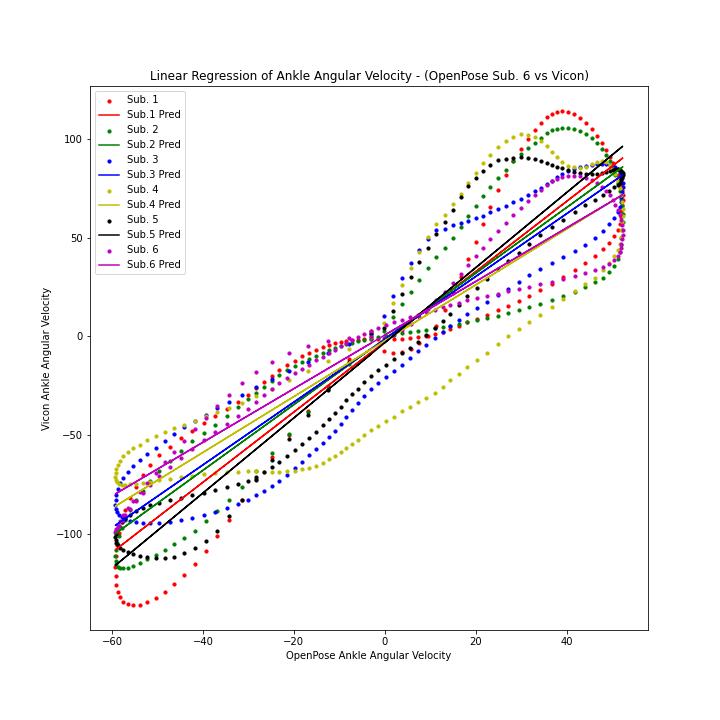 Linear Regression of Ankle Angular Velocity - (OpenPose Sub. 6 vs Vicon)
Sub. 1
Sub.1 Pred
Sub. 2
Sub.2 Pred
Sub. 3
Sub.3 Pred
Sub. 4
Sub.4 Pred
Sub. 5
Sub.5 Pred
Sub. 6
Sub.6 Pred
100
50
0
−50
−100
Vicon Ankle Angular Velocity
−60
−40
−20
0
20
40
OpenPose Ankle Angular Velocity